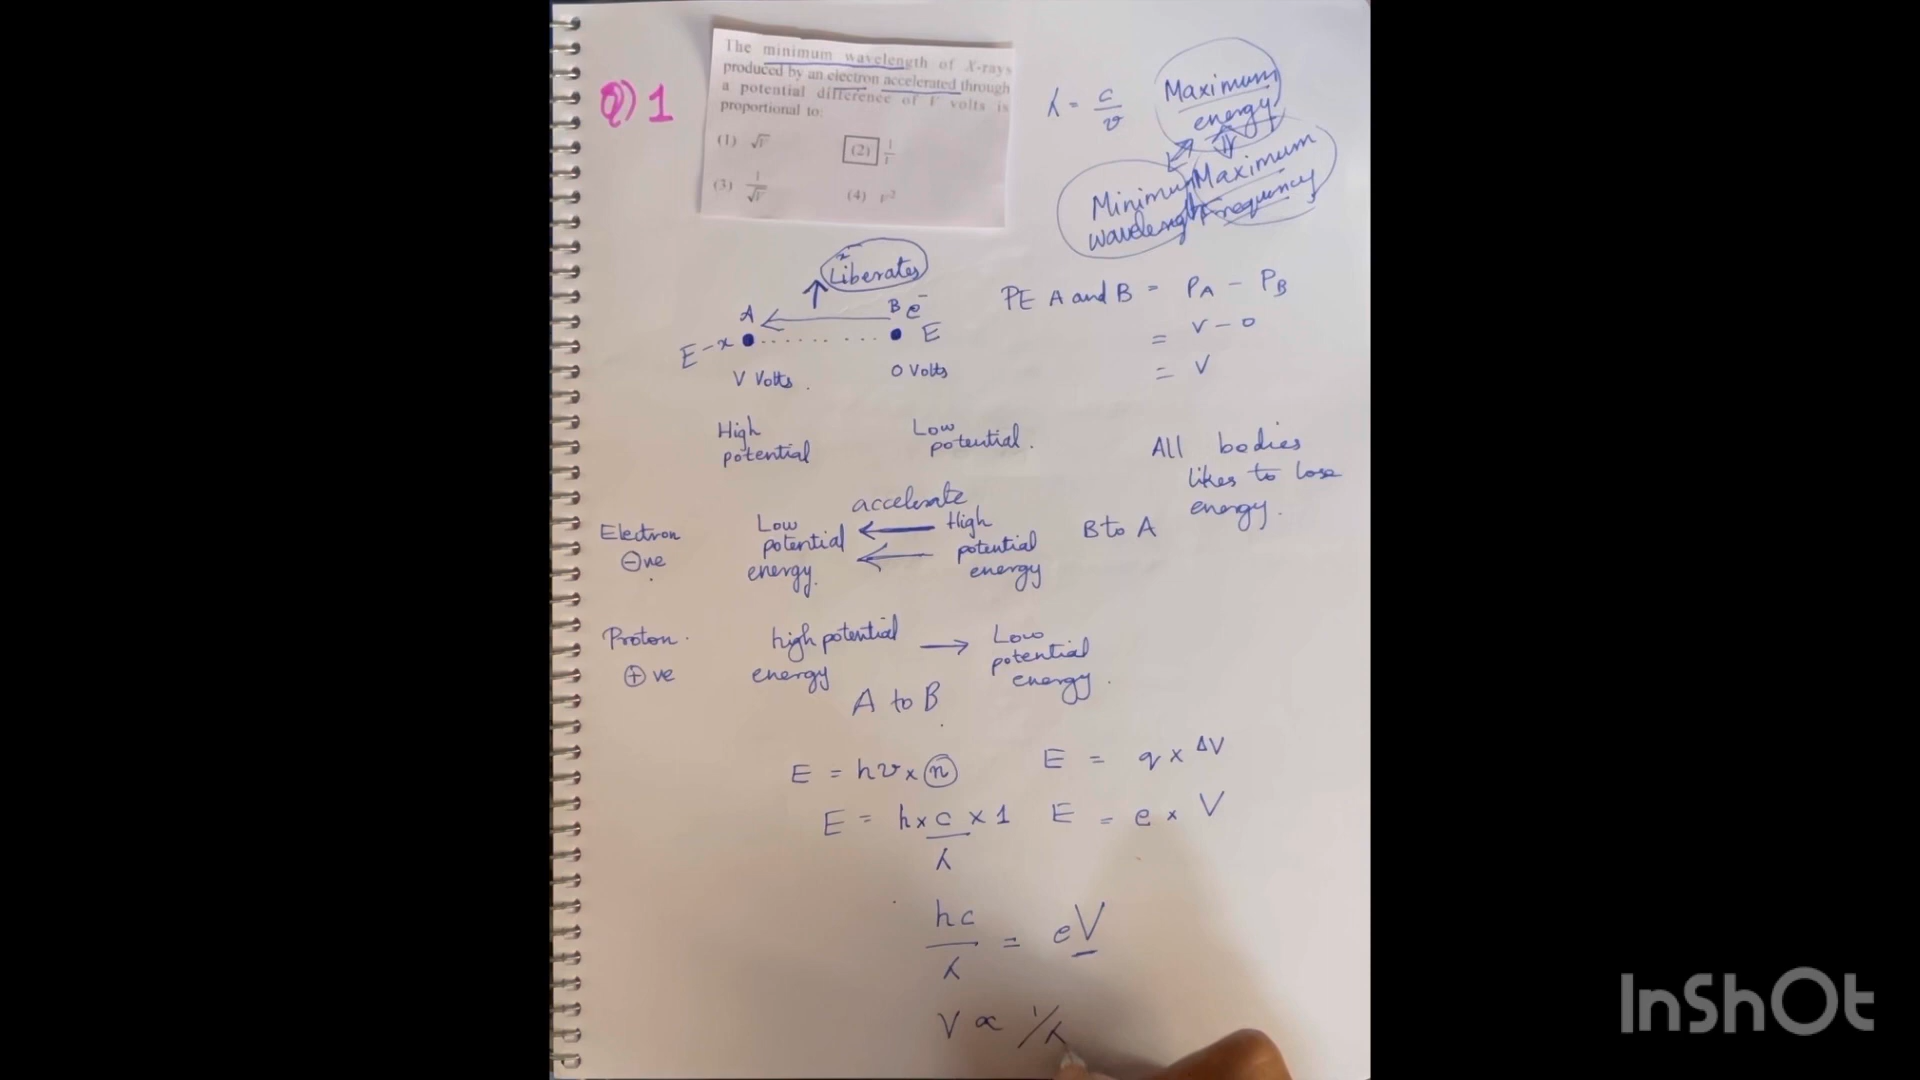 Q) 1
The minimum wavelength of X-rays
produced by an electron accelerated through
a potential difference of V volts is
proportional to:
(1) √V
(2) 1/V
(3) 1/√V
(4) V²
λ = c/ν
Maximum
energy
Minimum
wavelength
Maximum
Frequency
x
Liberates
A
B e⁻
E-x
E
V Volts.
0 Volts
PE A and B = PA - PB
= V - 0
= V
High
potential
Low
potential.
All bodies
likes to lose
energy.
accelerate
Electron
⊖ve
Low
potential
energy.
High
potential
energy
B to A
Proton.
⊕ve
high potential
energy
Low
potential
energy.
A to B
E = hν × n
E = q × ΔV
E = h × c/λ × 1
E = e × V
hc/λ = eV
V ∝ 1/λ
InShOt